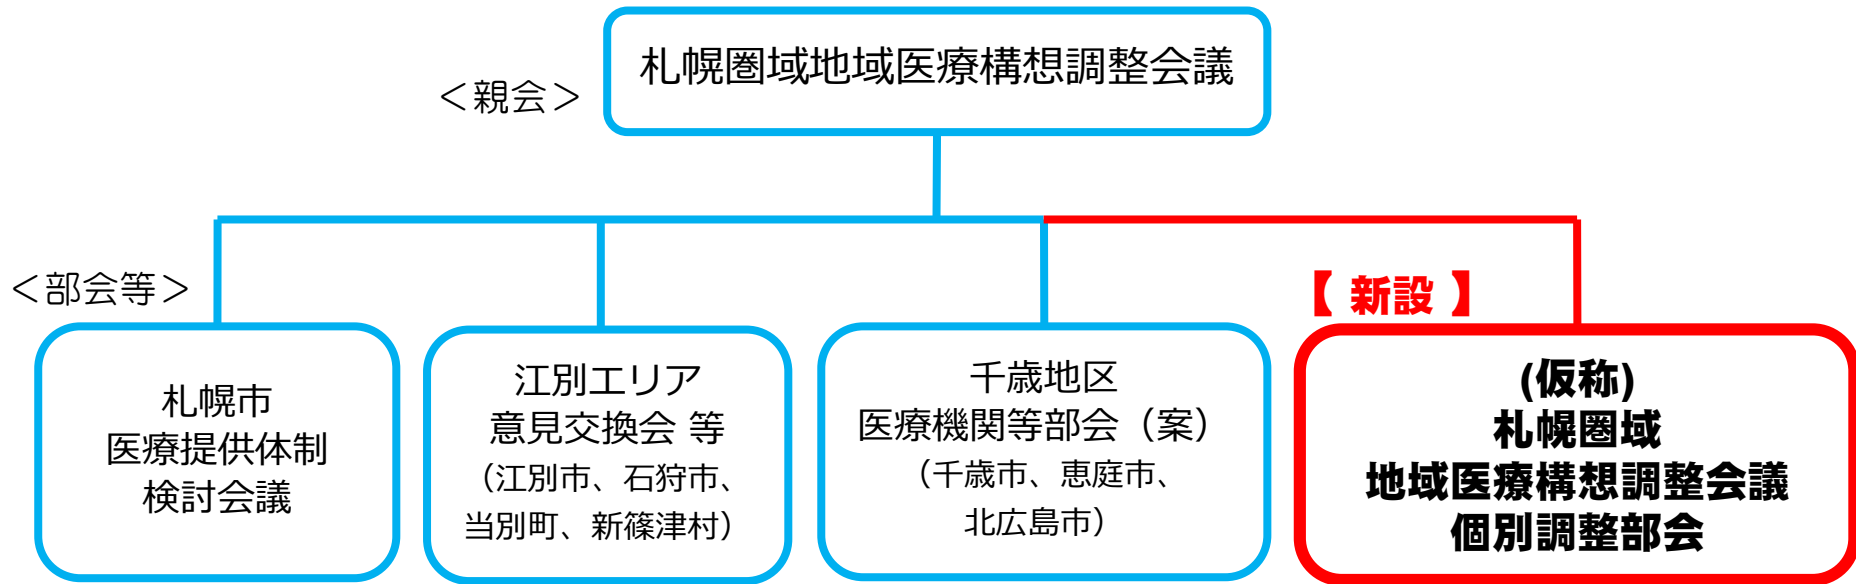 札幌圏域地域医療構想調整会議
＜親会＞
＜部会等＞
札幌市
医療提供体制
検討会議
江別エリア
意見交換会 等
（江別市、石狩市、
当別町、新篠津村）
千歳地区
医療機関等部会（案）
（千歳市、恵庭市、
北広島市）
【 新設 】
(仮称)
札幌圏域
地域医療構想調整会議
個別調整部会